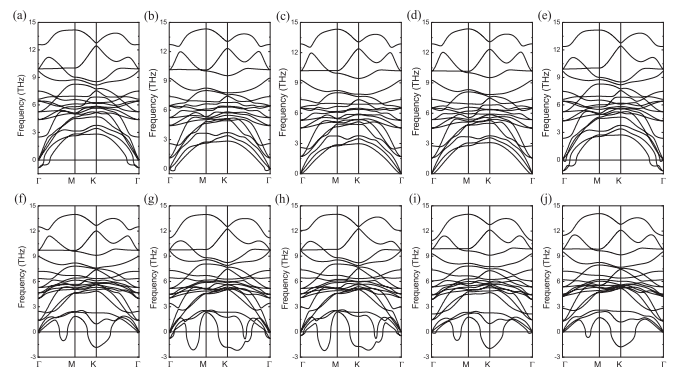 (a) (b) (c) (d) (e)
15 15 15 15 15
12 12 12 12 12
9 9 9 9 9
6 6 6 6 6
3 3 3 3 3
0 0 0 0 0
Frequency (THz) Frequency (THz) Frequency (THz) Frequency (THz) Frequency (THz)
Γ M K Γ Γ M K Γ Γ M K Γ Γ M K Γ Γ M K Γ
(f) (g) (h) (i) (j)
15 15 15 15 15
12 12 12 12 12
9 9 9 9 9
6 6 6 6 6
3 3 3 3 3
0 0 0 0 0
-3 -3 -3 -3 -3
Frequency (THz) Frequency (THz) Frequency (THz) Frequency (THz) Frequency (THz)
Γ M K Γ Γ M K Γ Γ M K Γ Γ M K Γ Γ M K Γ